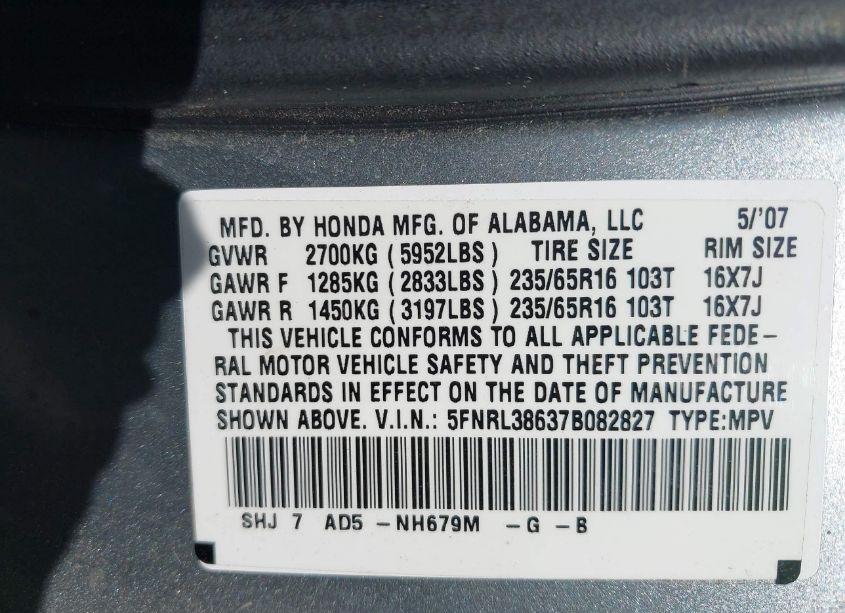 MFD. BY HONDA MFG. OF ALABAMA, LLC 5/'07
GVWR 2700KG (5952LBS) TIRE SIZE RIM SIZE
GAWR F 1285KG (2833LBS) 235/65R16 103T 16X7J
GAWR R 1450KG (3197LBS) 235/65R16 103T 16X7J
THIS VEHICLE CONFORMS TO ALL APPLICABLE FEDE-
RAL MOTOR VEHICLE SAFETY AND THEFT PREVENTION
STANDARDS IN EFFECT ON THE DATE OF MANUFACTURE
SHOWN ABOVE. V.I.N.: 5FNRL38637B082827 TYPE:MPV
SHJ 7 AD5 -NH679M -G -B